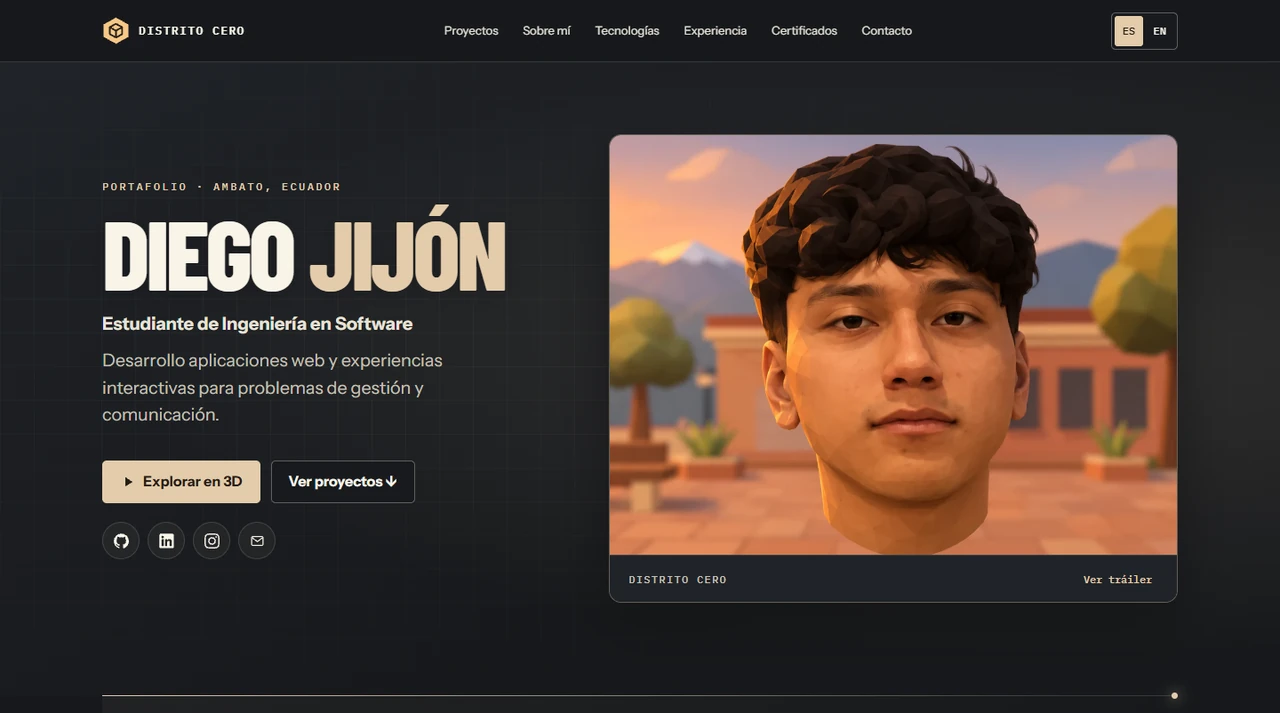 DISTRITO CERO
Proyectos
Sobre mí
Tecnologías
Experiencia
Certificados
Contacto
ES
EN
PORTAFOLIO · AMBATO, ECUADOR
DIEGO JIJÓN
Estudiante de Ingeniería en Software
Desarrollo aplicaciones web y experiencias
interactivas para problemas de gestión y
comunicación.
Explorar en 3D
Ver proyectos ↓
DISTRITO CERO
Ver tráiler